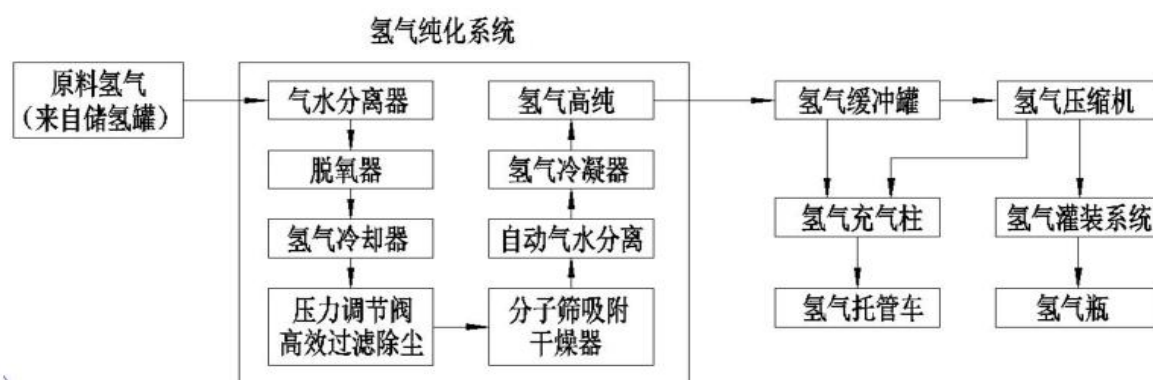 氢气纯化系统
原料氢气
（来自储氢罐）
气水分离器
脱氧器
氢气冷却器
压力调节阀
高效过滤除尘
分子筛吸附
干燥器
自动气水分离
氢气冷凝器
氢气高纯
氢气缓冲罐
氢气压缩机
氢气充气柱
氢气灌装系统
氢气托管车
氢气瓶